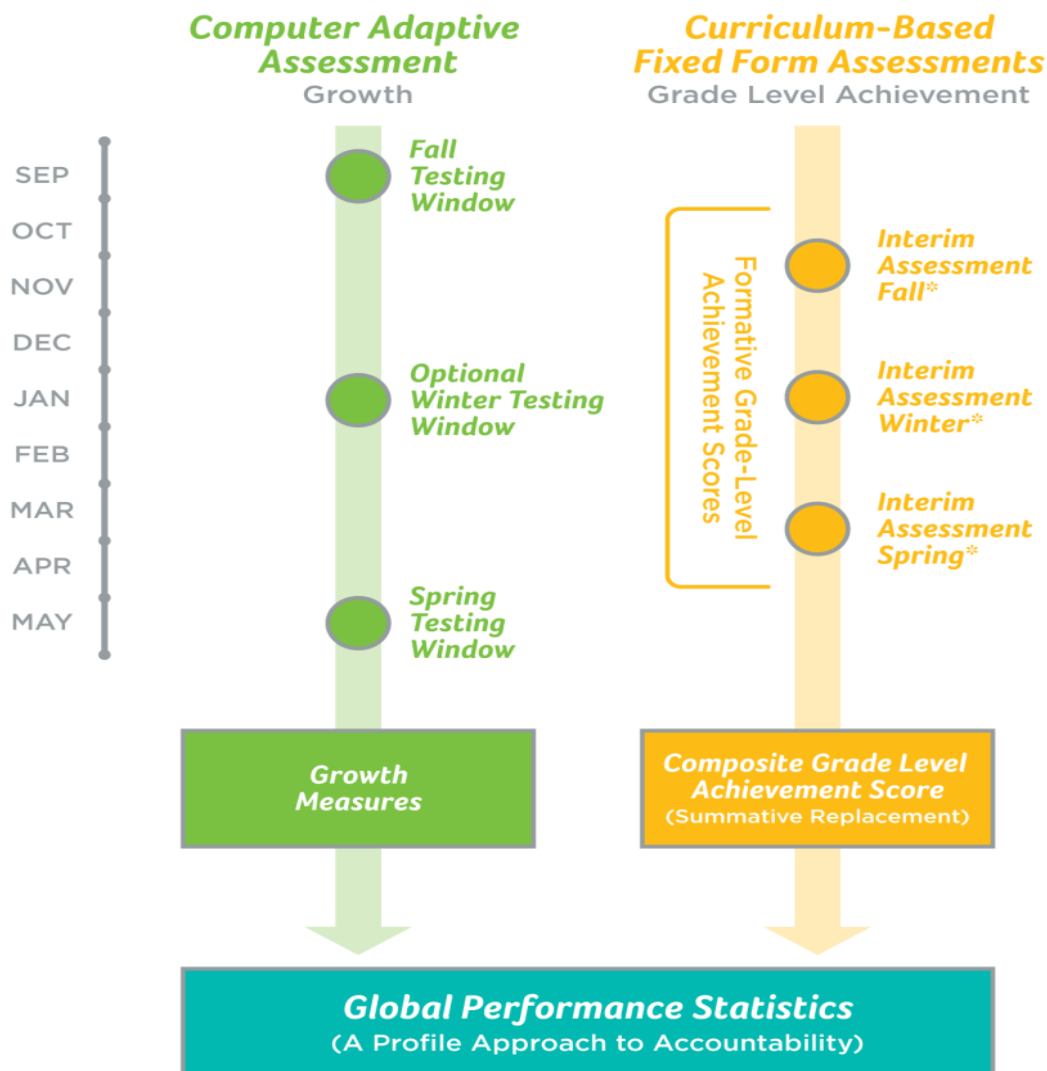 Computer Adaptive
Assessment
Growth
Curriculum-Based
Fixed Form Assessments
Grade Level Achievement
SEP
OCT
NOV
DEC
JAN
FEB
MAR
APR
MAY
Fall
Testing
Window
Optional
Winter Testing
Window
Spring
Testing
Window
Formative Grade-Level
Achievement Scores
Interim
Assessment
Fall*
Interim
Assessment
Winter*
Interim
Assessment
Spring*
Growth
Measures
Composite Grade Level
Achievement Score
(Summative Replacement)
Global Performance Statistics
(A Profile Approach to Accountability)